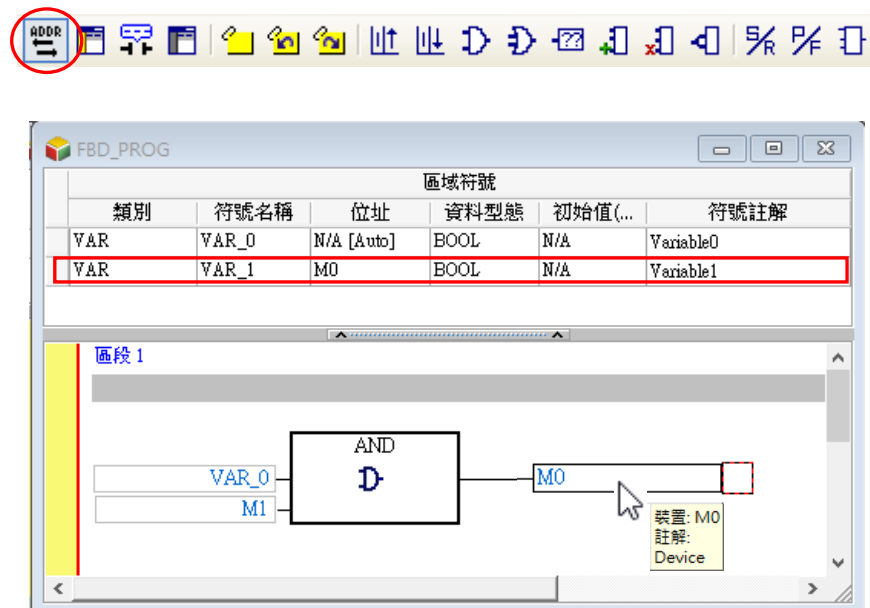 ADDR
??
S/R P/F
FBD_PROG
區域符號
類別 符號名稱 位址 資料型態 初始值(... 符號註解
VAR VAR_0 N/A [Auto] BOOL N/A Variable0
VAR VAR_1 M0 BOOL N/A Variable1
區段 1
AND
VAR_0 M0
M1
裝置: M0
註解:
Device